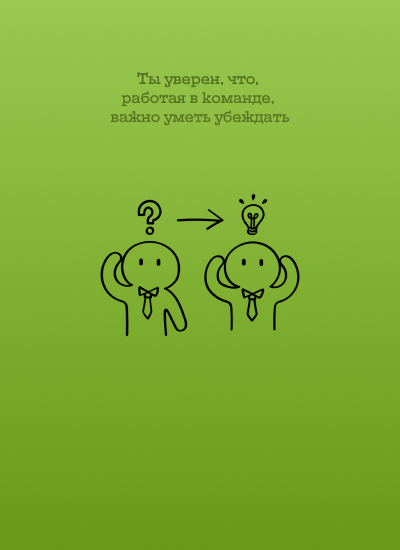 Ты уверен, что,
работая в команде,
важно уметь убеждать
?